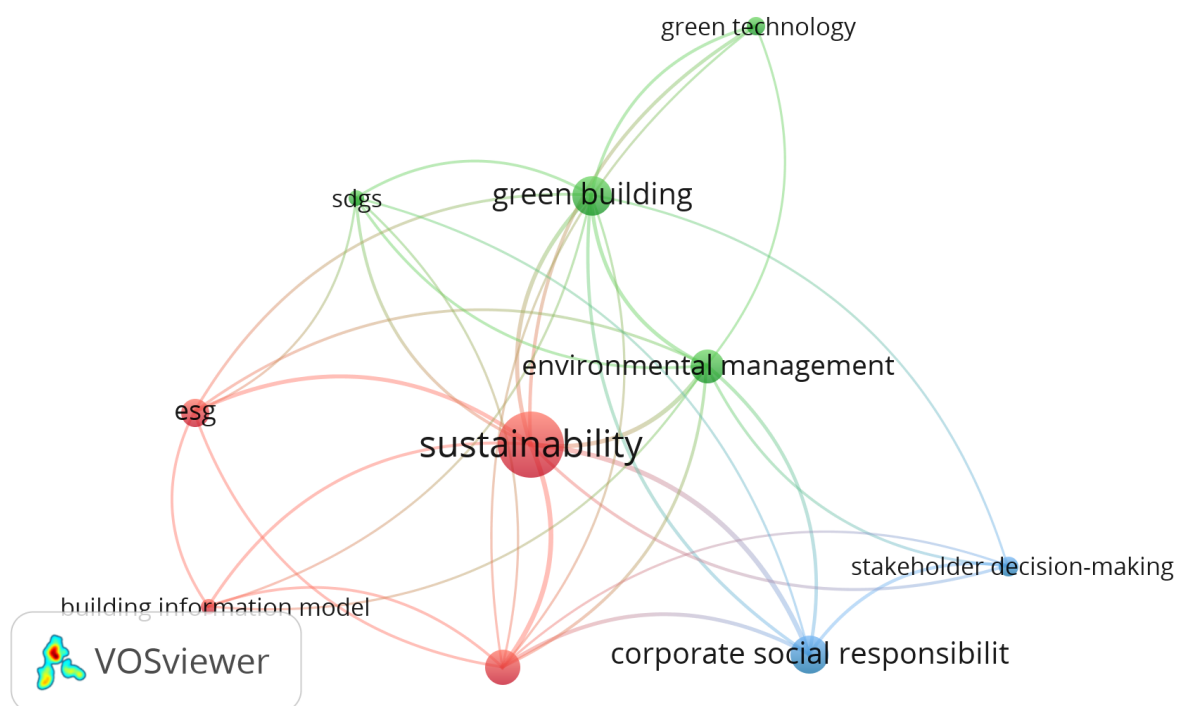 green technology
sdgs
green building
environmental management
esg
sustainability
stakeholder decision-making
building information model
corporate social responsibilit
VOSviewer